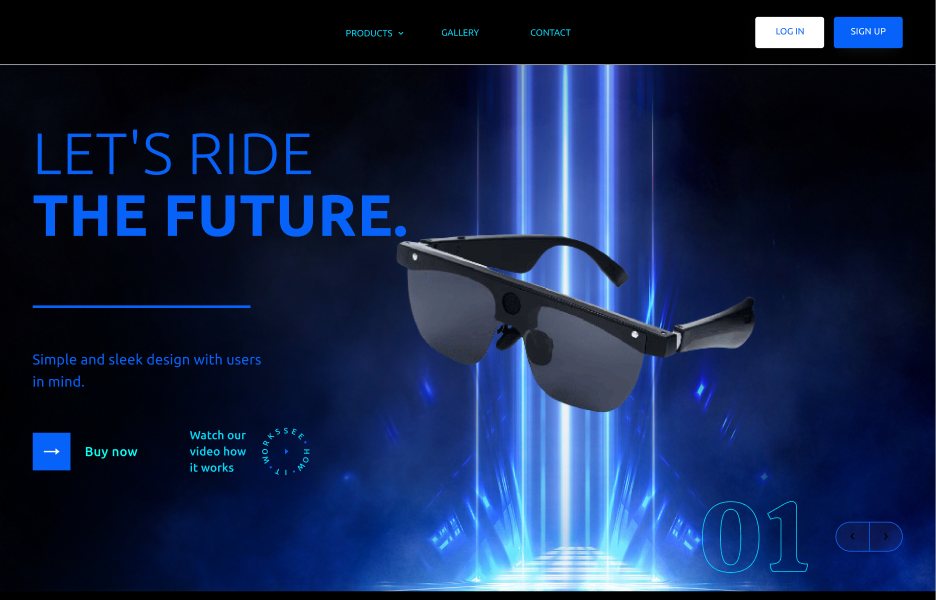 PRODUCTS
GALLERY
CONTACT
LOG IN
SIGN UP
LET'S RIDE
THE FUTURE.
Simple and sleek design with users
in mind.
Buy now
Watch our
video how
it works
SEE·HOW·IT·WORKS
01